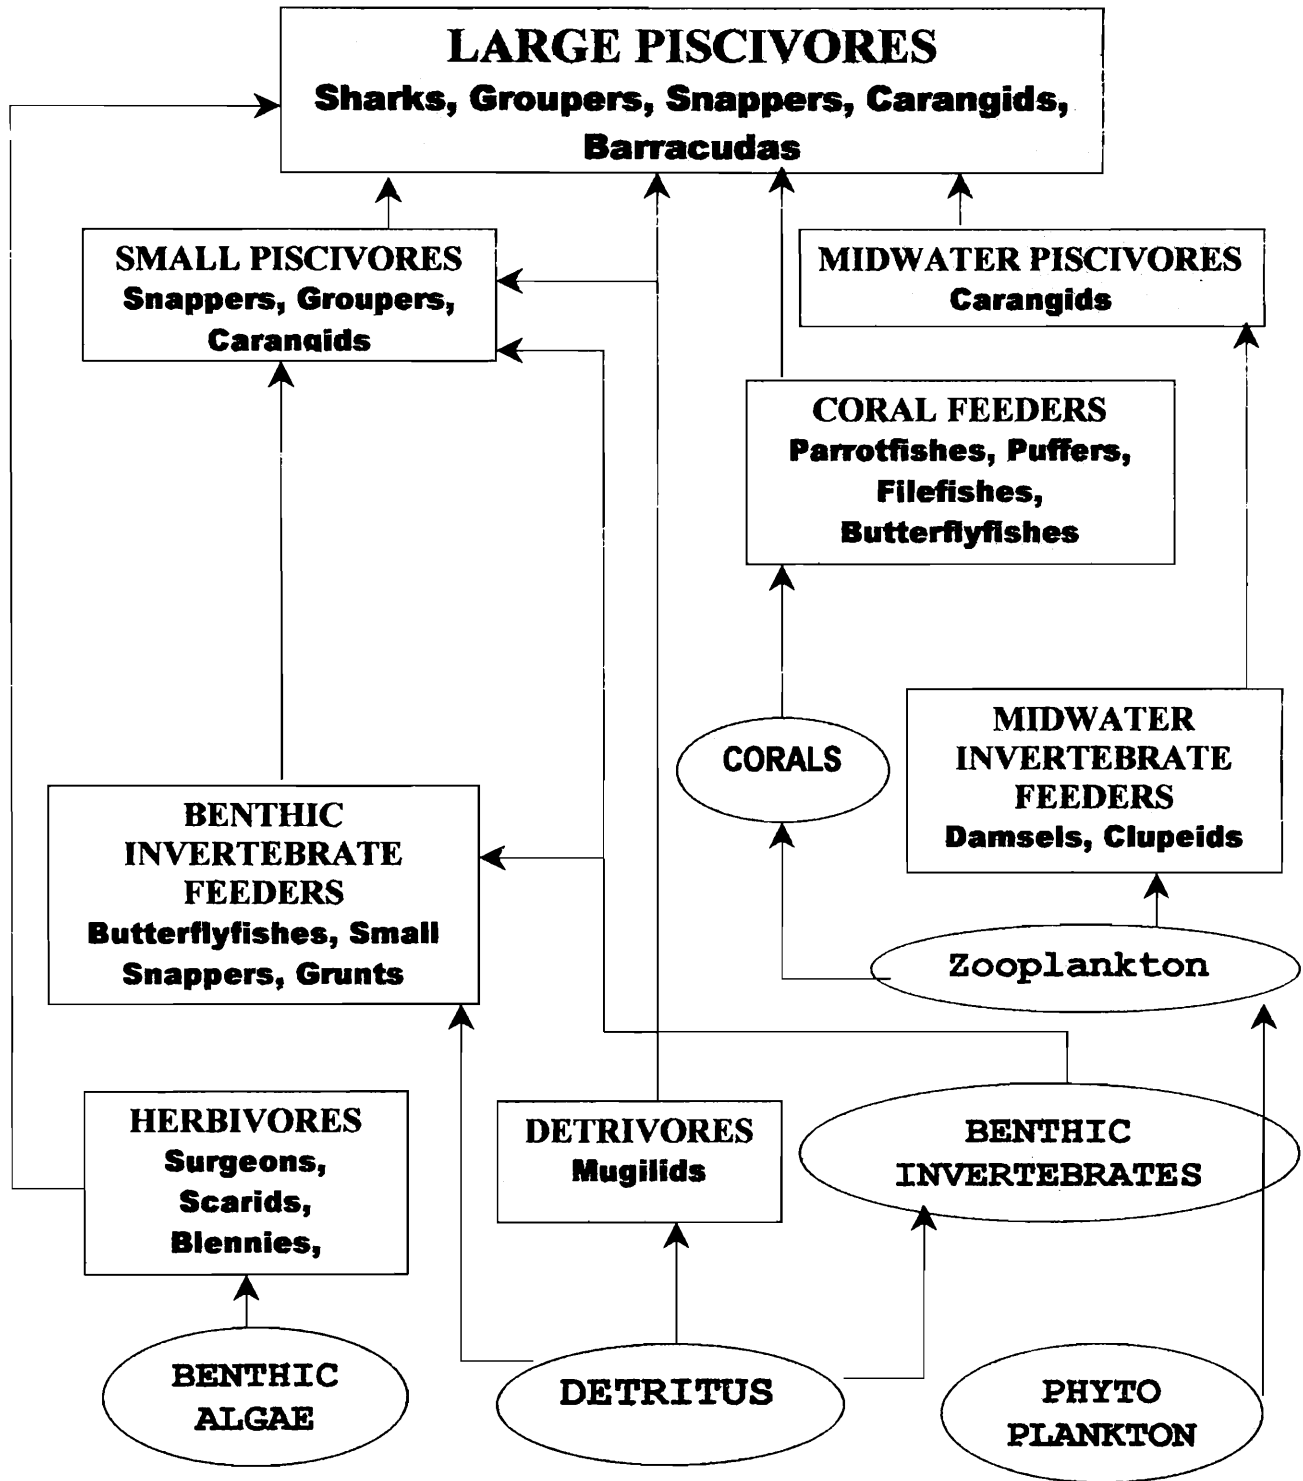 LARGE PISCIVORES
Sharks, Groupers, Snappers, Carangids,
Barracudas
SMALL PISCIVORES
Snappers, Groupers,
Carangids
MIDWATER PISCIVORES
Carangids
CORAL FEEDERS
Parrotfishes, Puffers,
Filefishes,
Butterflyfishes
CORALS
MIDWATER
INVERTEBRATE
FEEDERS
Damsels, Clupeids
BENTHIC
INVERTEBRATE
FEEDERS
Butterflyfishes, Small
Snappers, Grunts
Zooplankton
HERBIVORES
Surgeons,
Scarids,
Blennies,
DETRIVORES
Mugilids
BENTHIC
INVERTEBRATES
BENTHIC
ALGAE
DETRITUS
PHYTO
PLANKTON